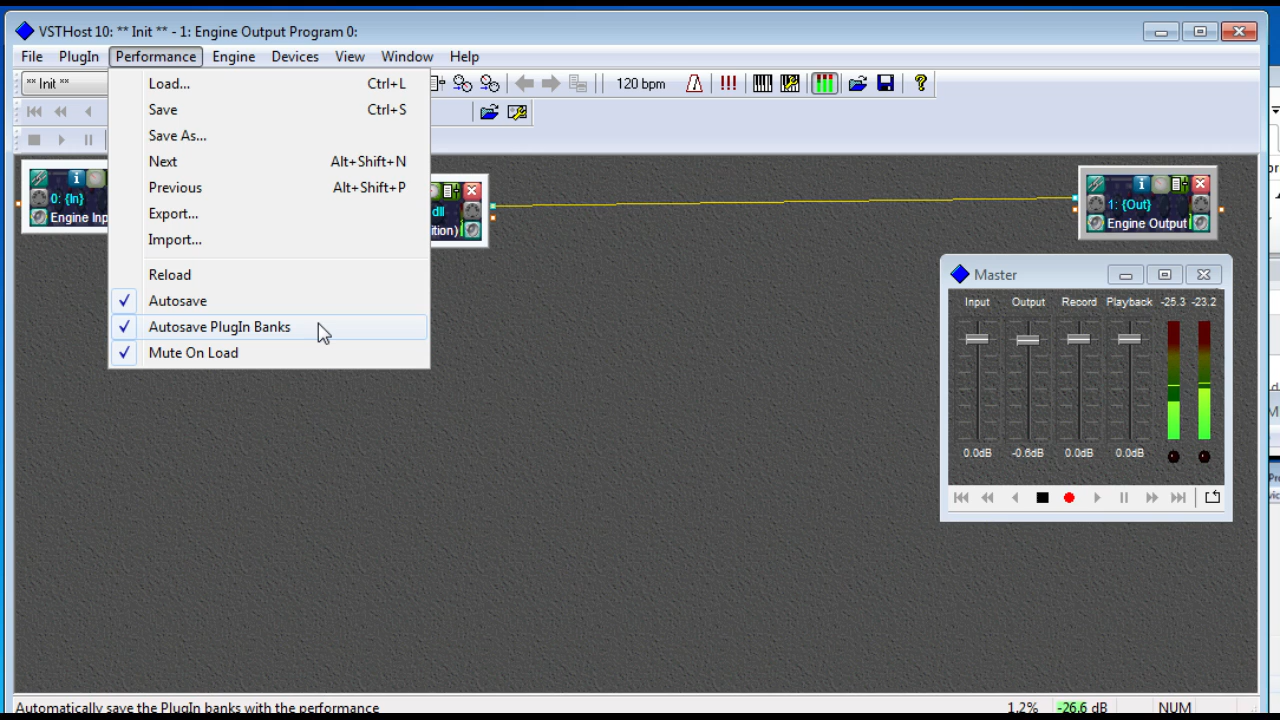 VSTHost 10: ** Init ** - 1: Engine Output Program 0:
File PlugIn Performance Engine Devices View Window Help
** Init **
120 bpm
Load... Ctrl+L
Save Ctrl+S
Save As...
Next Alt+Shift+N
Previous Alt+Shift+P
Export...
Import...
Reload
Autosave
Autosave PlugIn Banks
Mute On Load
0: {In}
Engine Inp
dll
ition)
1: {Out}
Engine Output
Master
Input Output Record Playback -25.3 -23.2
0.0dB -0.6dB 0.0dB 0.0dB
Automatically save the PlugIn banks with the performance
1.2% -26.6 dB NUM